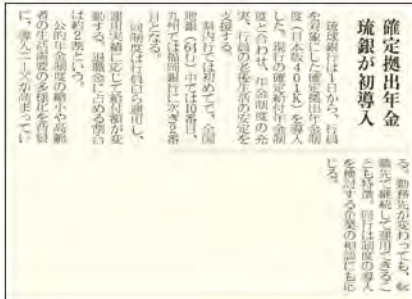 確定拠出年金
琉銀が初導入
琉球銀行は1日から、行員
を対象にした確定拠出年金制
度(日本版401K)を導入
した。現行の確定給付年金制
度と合わせ、年金制度の充
実、行員の老後生活の安定を
支援する。
県内行では初めてで、全国
地銀(64行)中では10番目、
九州では福岡銀行に次ぎ2番
目となる。
同制度は行員自ら運用し、
運用実績に応じて給付額が変
動する。退職金に占める割合
は約2割という。
公的年金制度の縮小や高齢
者の生活需要の多様化を背景
に、導入ニーズが高まってい
る。勤務先が変わっても、転
職先で継続して運用できるこ
とも特徴。同行は制度の導入
を検討する企業の相談にも応
じる。